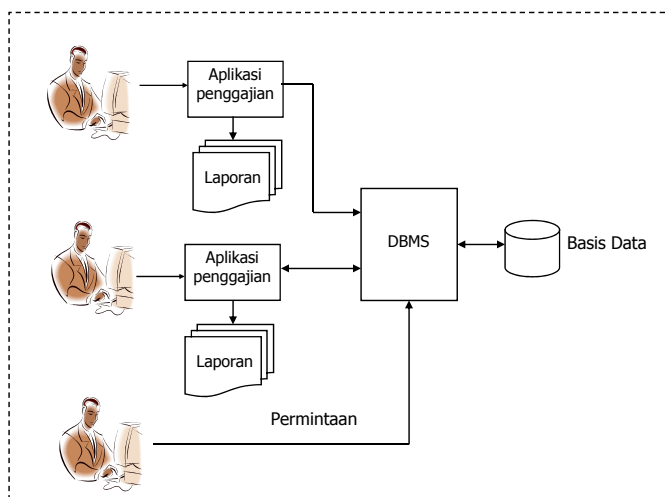 Aplikasi
penggajian
Laporan
DBMS
Basis Data
Aplikasi
penggajian
Laporan
Permintaan